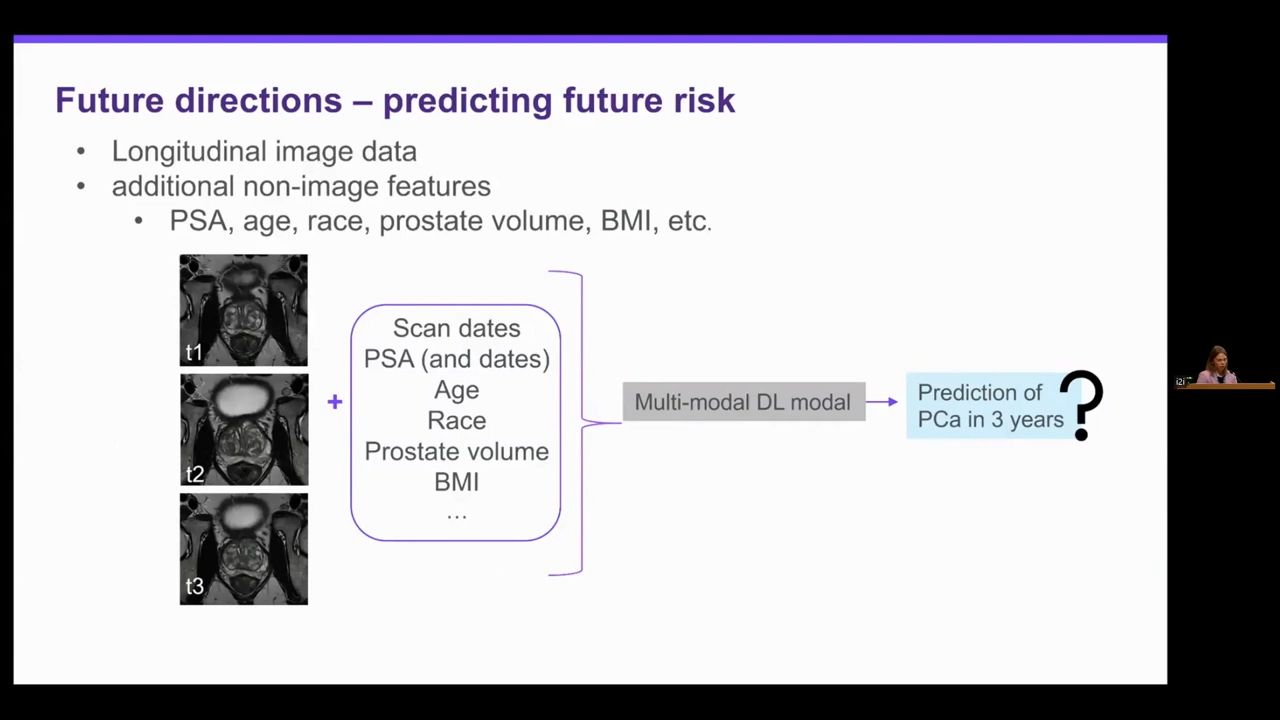 Future directions – predicting future risk
• Longitudinal image data
• additional non-image features
• PSA, age, race, prostate volume, BMI, etc.
t1
t2
t3
+
Scan dates
PSA (and dates)
Age
Race
Prostate volume
BMI
...
Multi-modal DL modal
Prediction of
PCa in 3 years
?
i2i